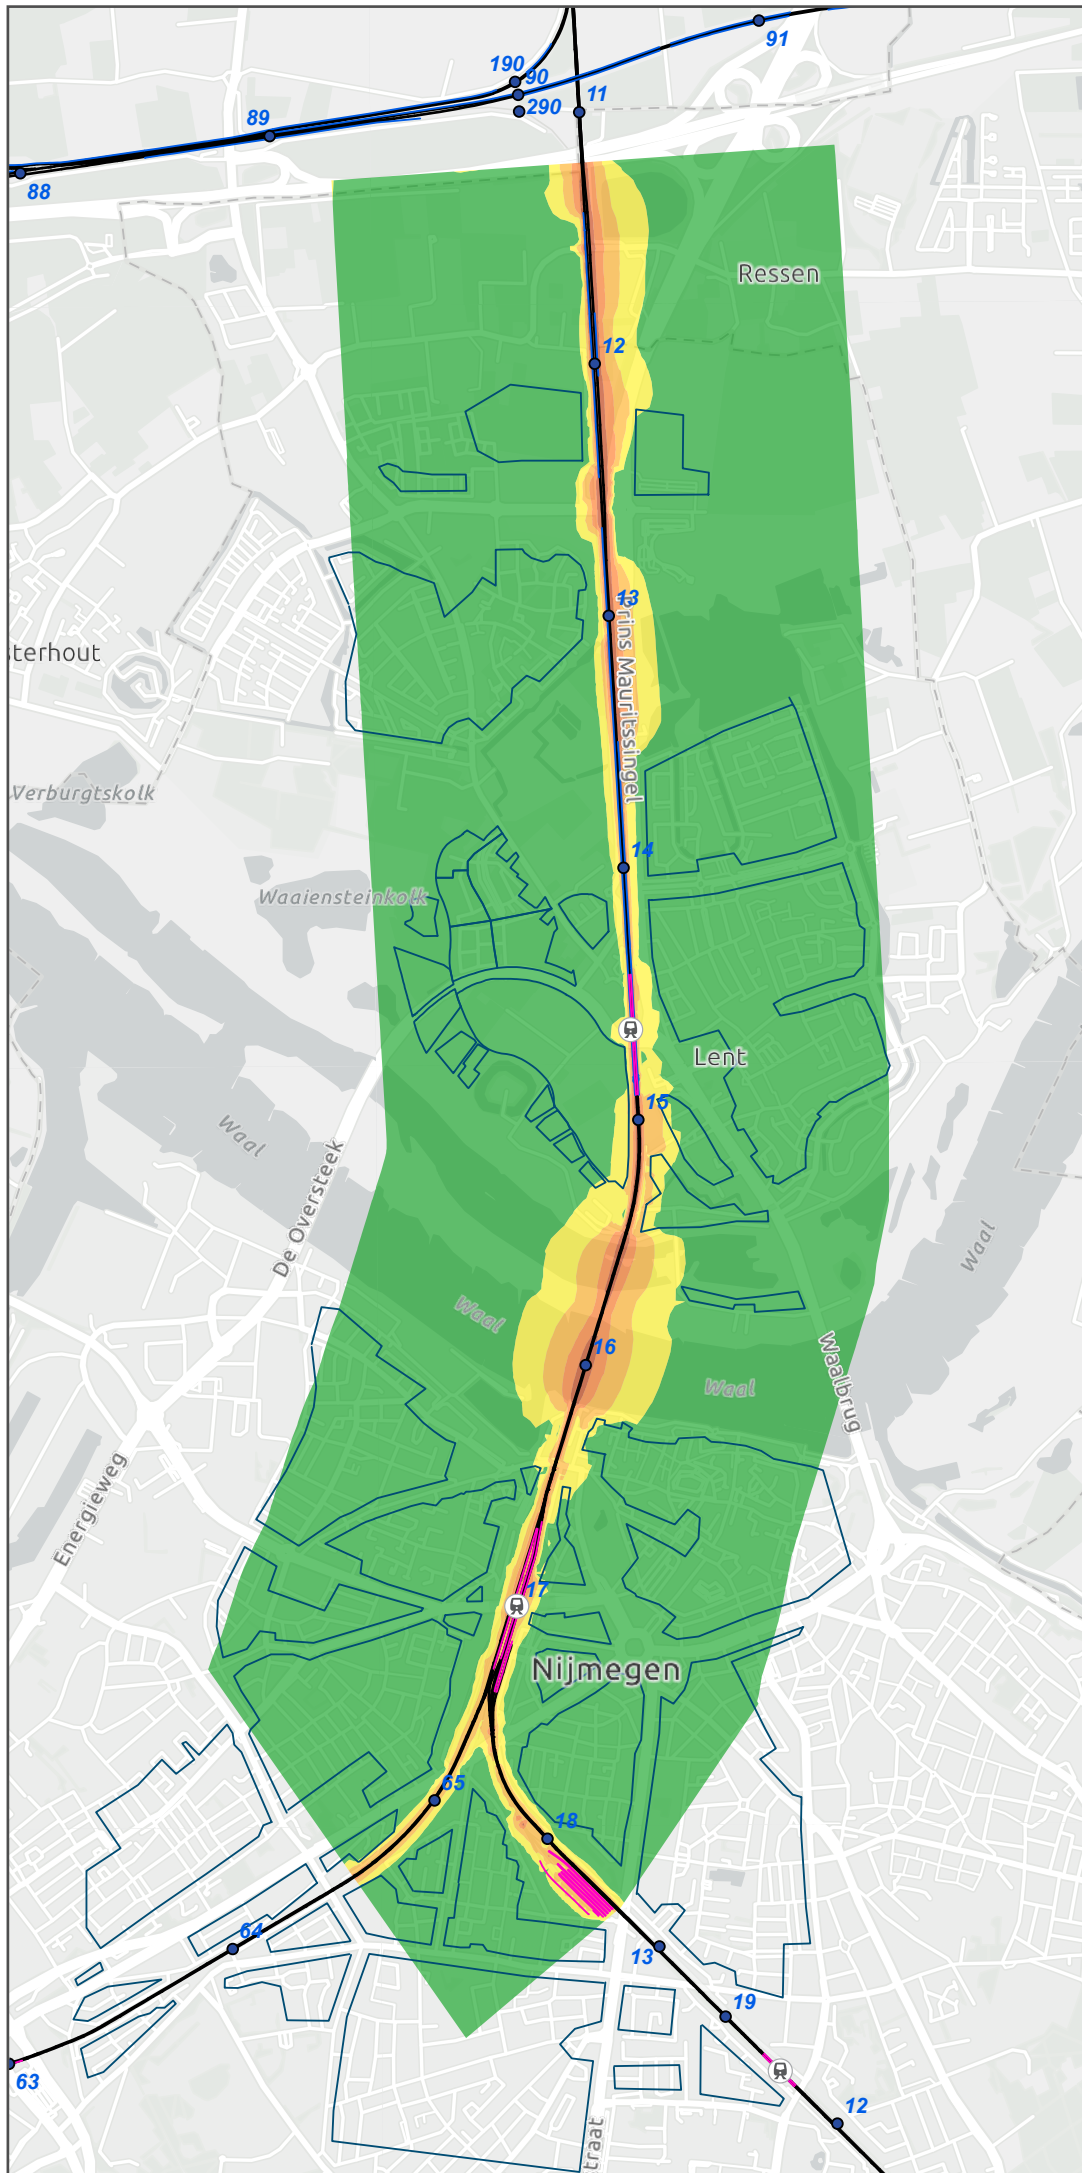 91
190
90
11
290
89
88
Ressen
12
13
sterhout
Prins Mauritssingel
Verburgtskolk
14
Waaiensteinkolk
Lent
15
Waal
De Oversteek
Waal
Waal
16
Waalbrug
Waal
Energieweg
17
Nijmegen
65
18
64
13
19
63
12
traat